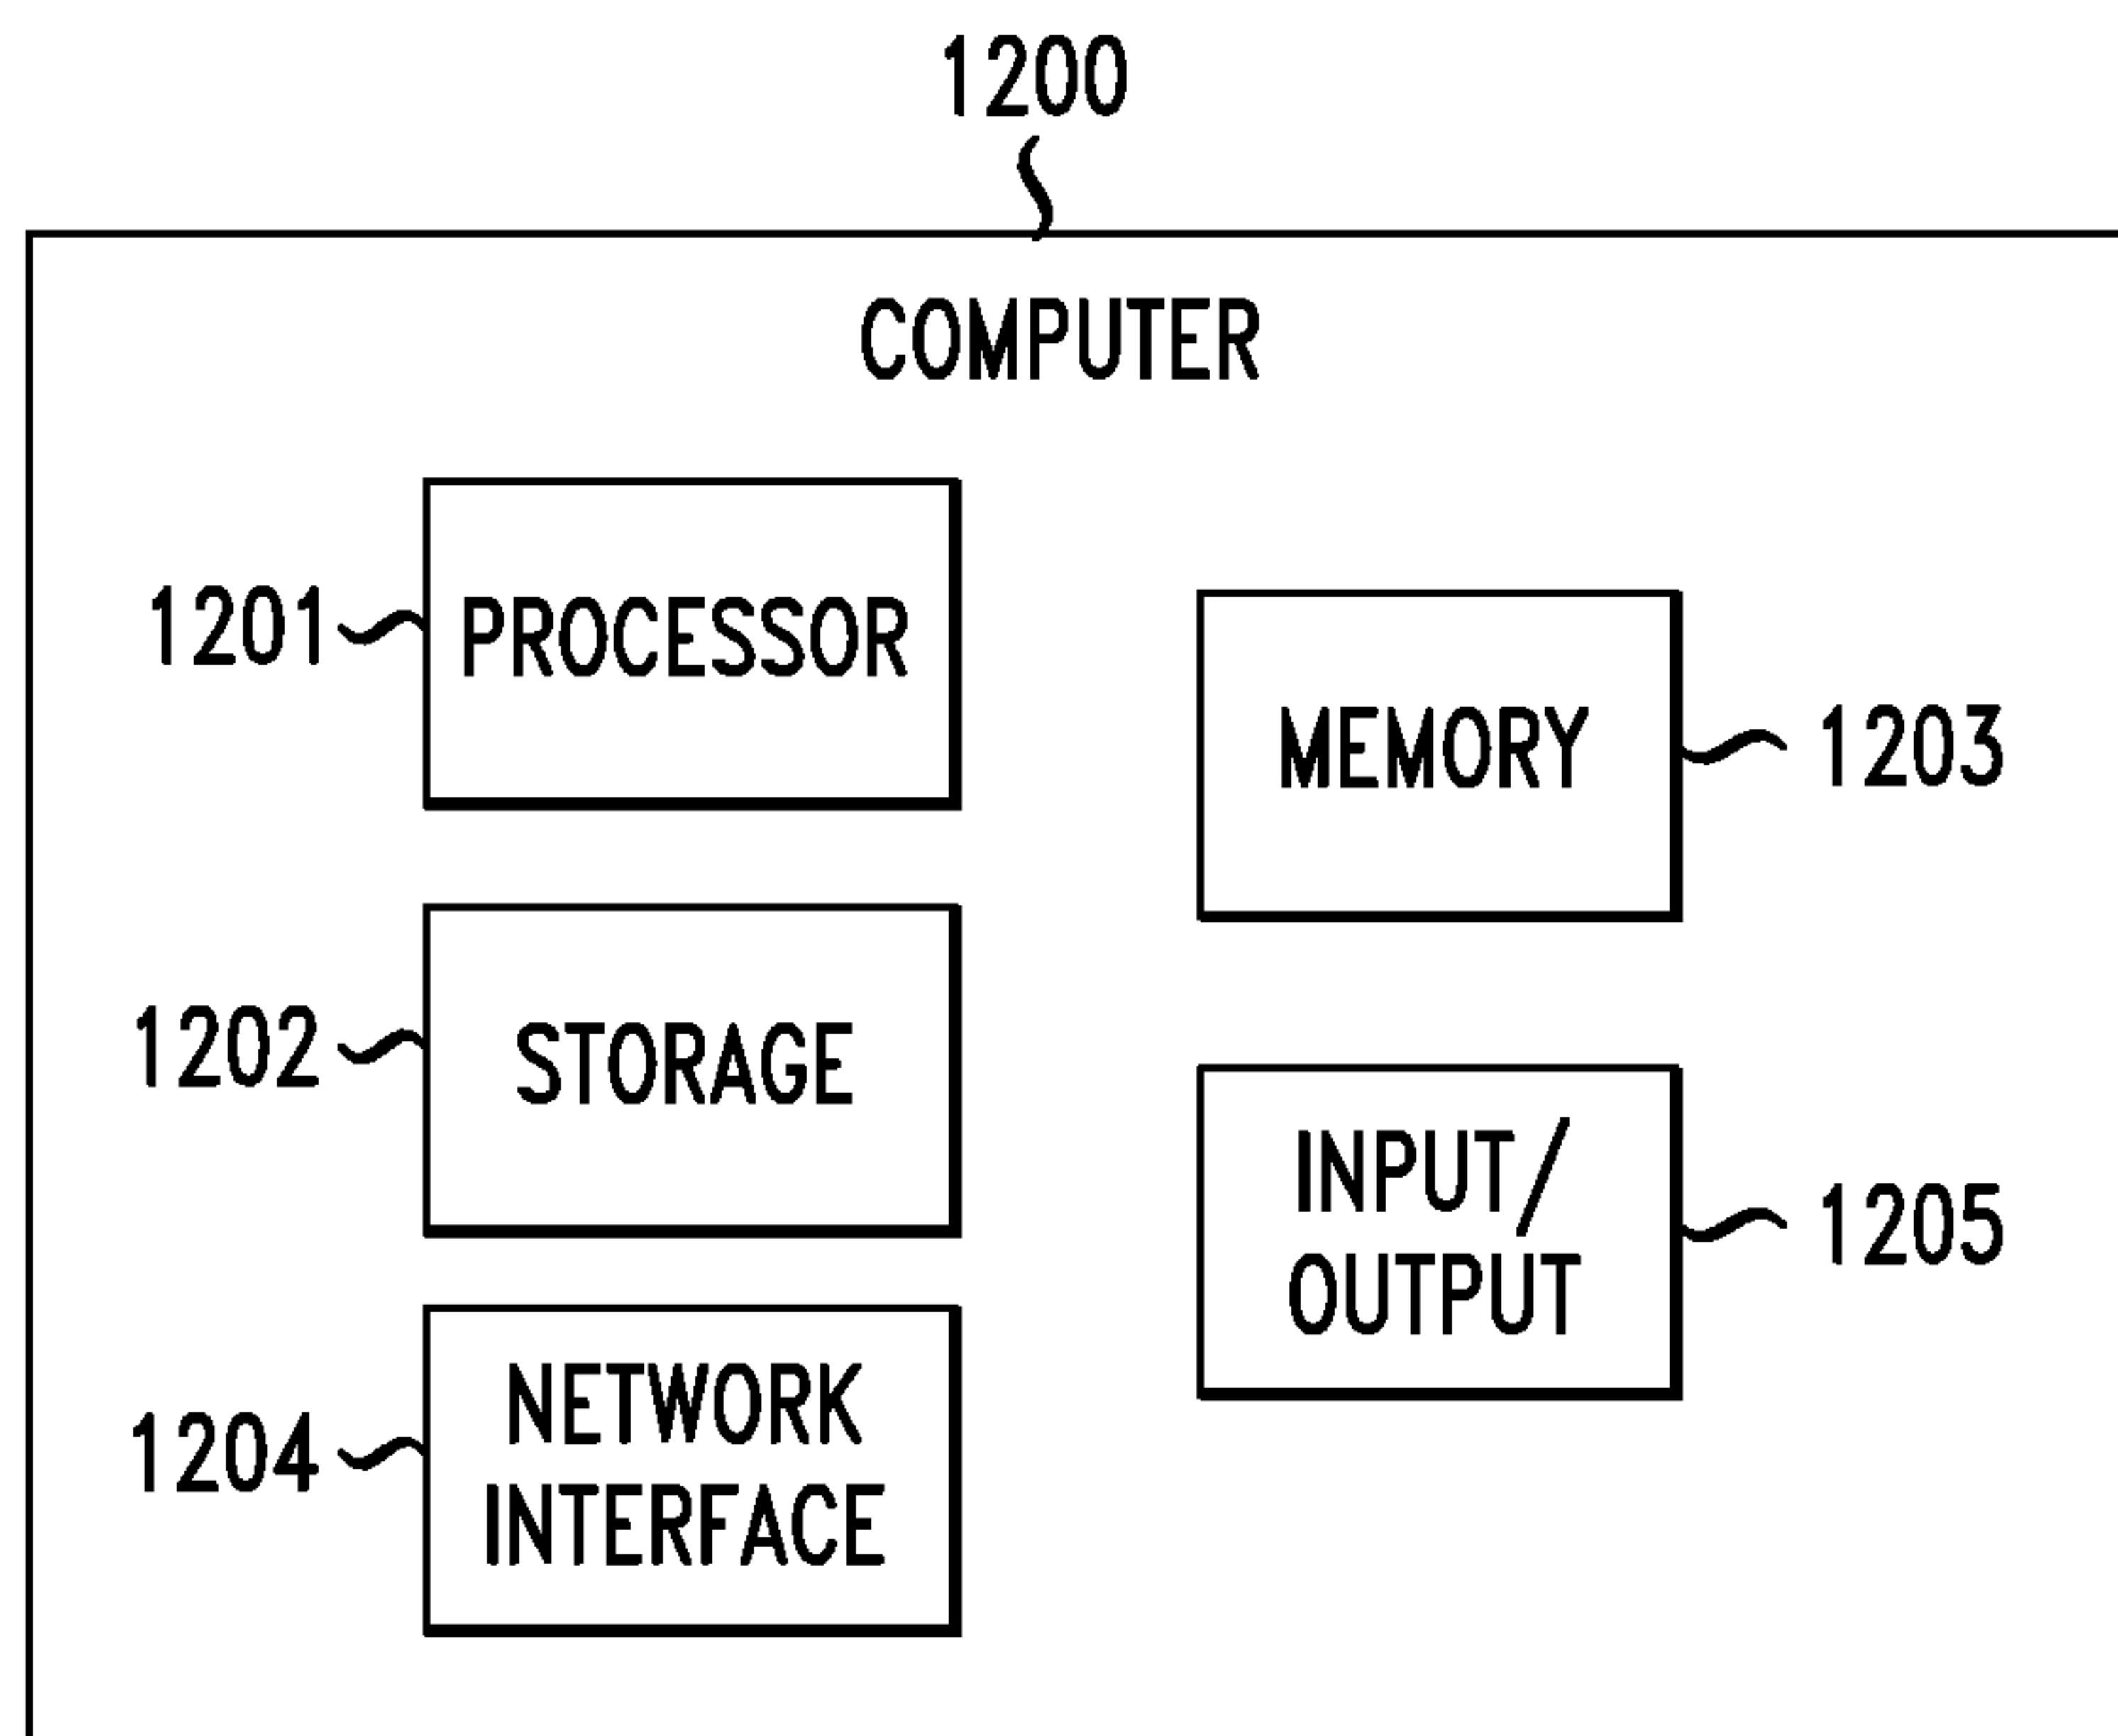 1200
COMPUTER
1201
PROCESSOR
MEMORY
1203
1202
STORAGE
INPUT/
OUTPUT
1205
1204
NETWORK
INTERFACE